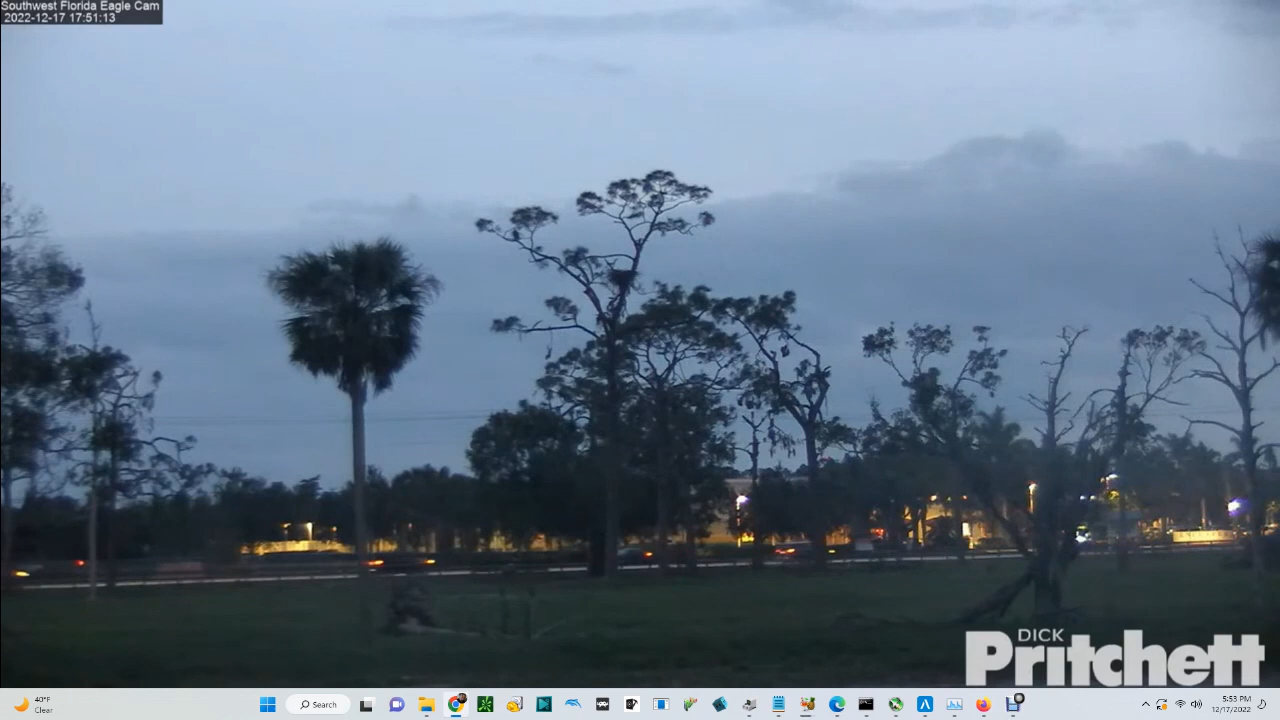 Southwest Florida Eagle Cam
2022-12-17 17:51:13
DICK
Pritchett
40°F
Clear
Search
5:53 PM
12/17/2022